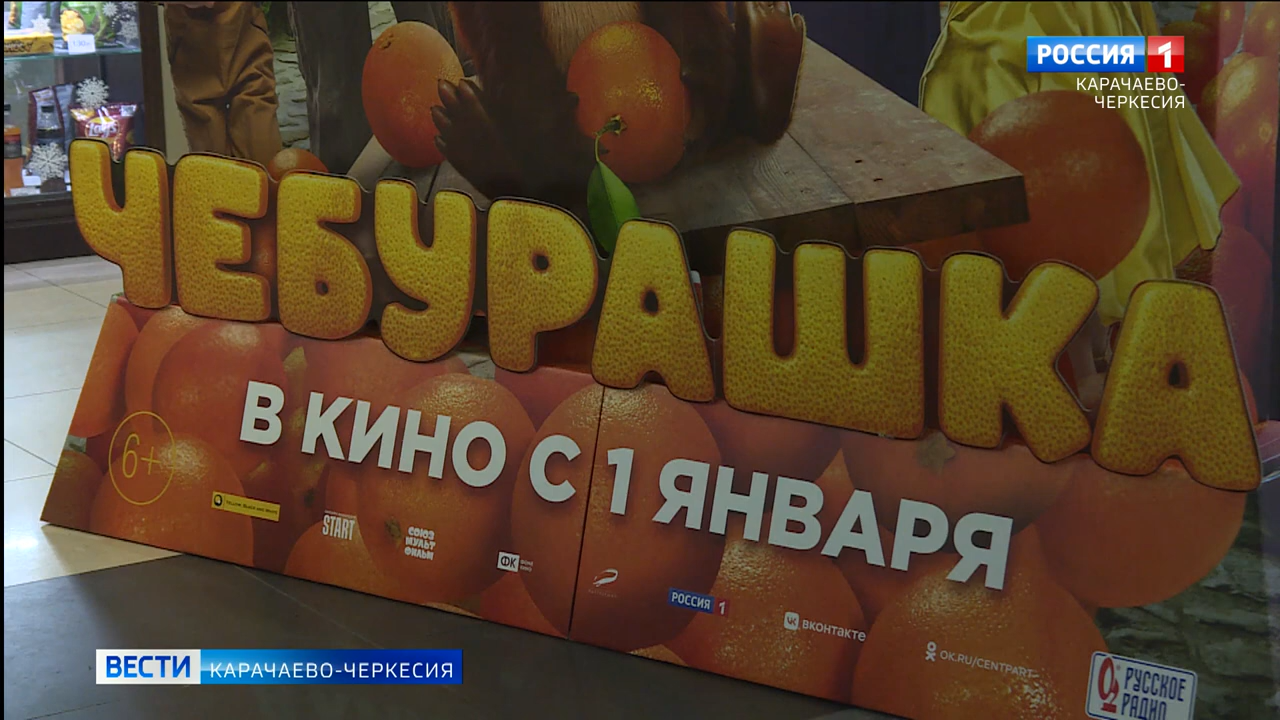 РОССИЯ 1
КАРАЧАЕВО-
ЧЕРКЕСИЯ
ЧЕБУРАШКА
В КИНО С 1 ЯНВАРЯ
6+
START
СОЮЗ
МУЛЬТ
ФИЛЬМ
ФК
РОССИЯ 1
ВКОНТАКТЕ
OK.RU/CENTPART
РУССКОЕ
РАДИО
ВЕСТИ КАРАЧАЕВО-ЧЕРКЕСИЯ